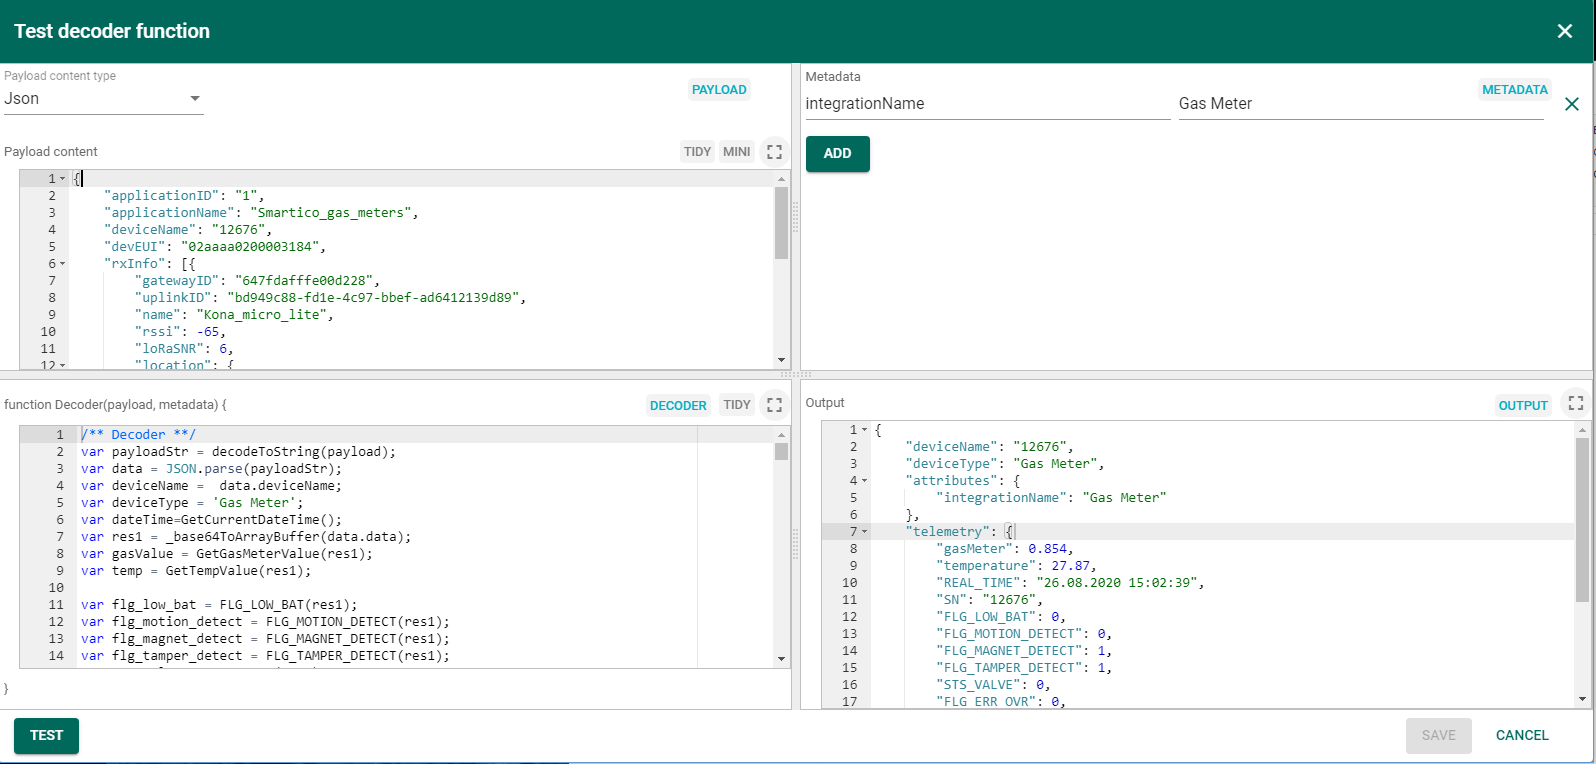 Test decoder function
Payload content type
Json
PAYLOAD
Payload content
TIDY MINI
1 {
2 "applicationID": "1",
3 "applicationName": "Smartico_gas_meters",
4 "deviceName": "12676",
5 "devEUI": "02aaaa0200003184",
6 "rxInfo": [{
7 "gatewayID": "647fdafffe00d228",
8 "uplinkID": "bd949c88-fd1e-4c97-bbef-ad6412139d89",
9 "name": "Kona_micro_lite",
10 "rssi": -65,
11 "loRaSNR": 6,
12 "location": {
Metadata
METADATA
integrationName Gas Meter
ADD
function Decoder(payload, metadata) {
DECODER TIDY
1 /** Decoder **/
2 var payloadStr = decodeToString(payload);
3 var data = JSON.parse(payloadStr);
4 var deviceName =  data.deviceName;
5 var deviceType = 'Gas Meter';
6 var dateTime=GetCurrentDateTime();
7 var res1 = _base64ToArrayBuffer(data.data);
8 var gasValue = GetGasMeterValue(res1);
9 var temp = GetTempValue(res1);
10
11 var flg_low_bat = FLG_LOW_BAT(res1);
12 var flg_motion_detect = FLG_MOTION_DETECT(res1);
13 var flg_magnet_detect = FLG_MAGNET_DETECT(res1);
14 var flg_tamper_detect = FLG_TAMPER_DETECT(res1);
}
Output
OUTPUT
1 {
2 "deviceName": "12676",
3 "deviceType": "Gas Meter",
4 "attributes": {
5 "integrationName": "Gas Meter"
6 },
7 "telemetry": {
8 "gasMeter": 0.854,
9 "temperature": 27.87,
10 "REAL_TIME": "26.08.2020 15:02:39",
11 "SN": "12676",
12 "FLG_LOW_BAT": 0,
13 "FLG_MOTION_DETECT": 0,
14 "FLG_MAGNET_DETECT": 1,
15 "FLG_TAMPER_DETECT": 1,
16 "STS_VALVE": 0,
17 "FLG_ERR_OVR": 0,
TEST
SAVE CANCEL